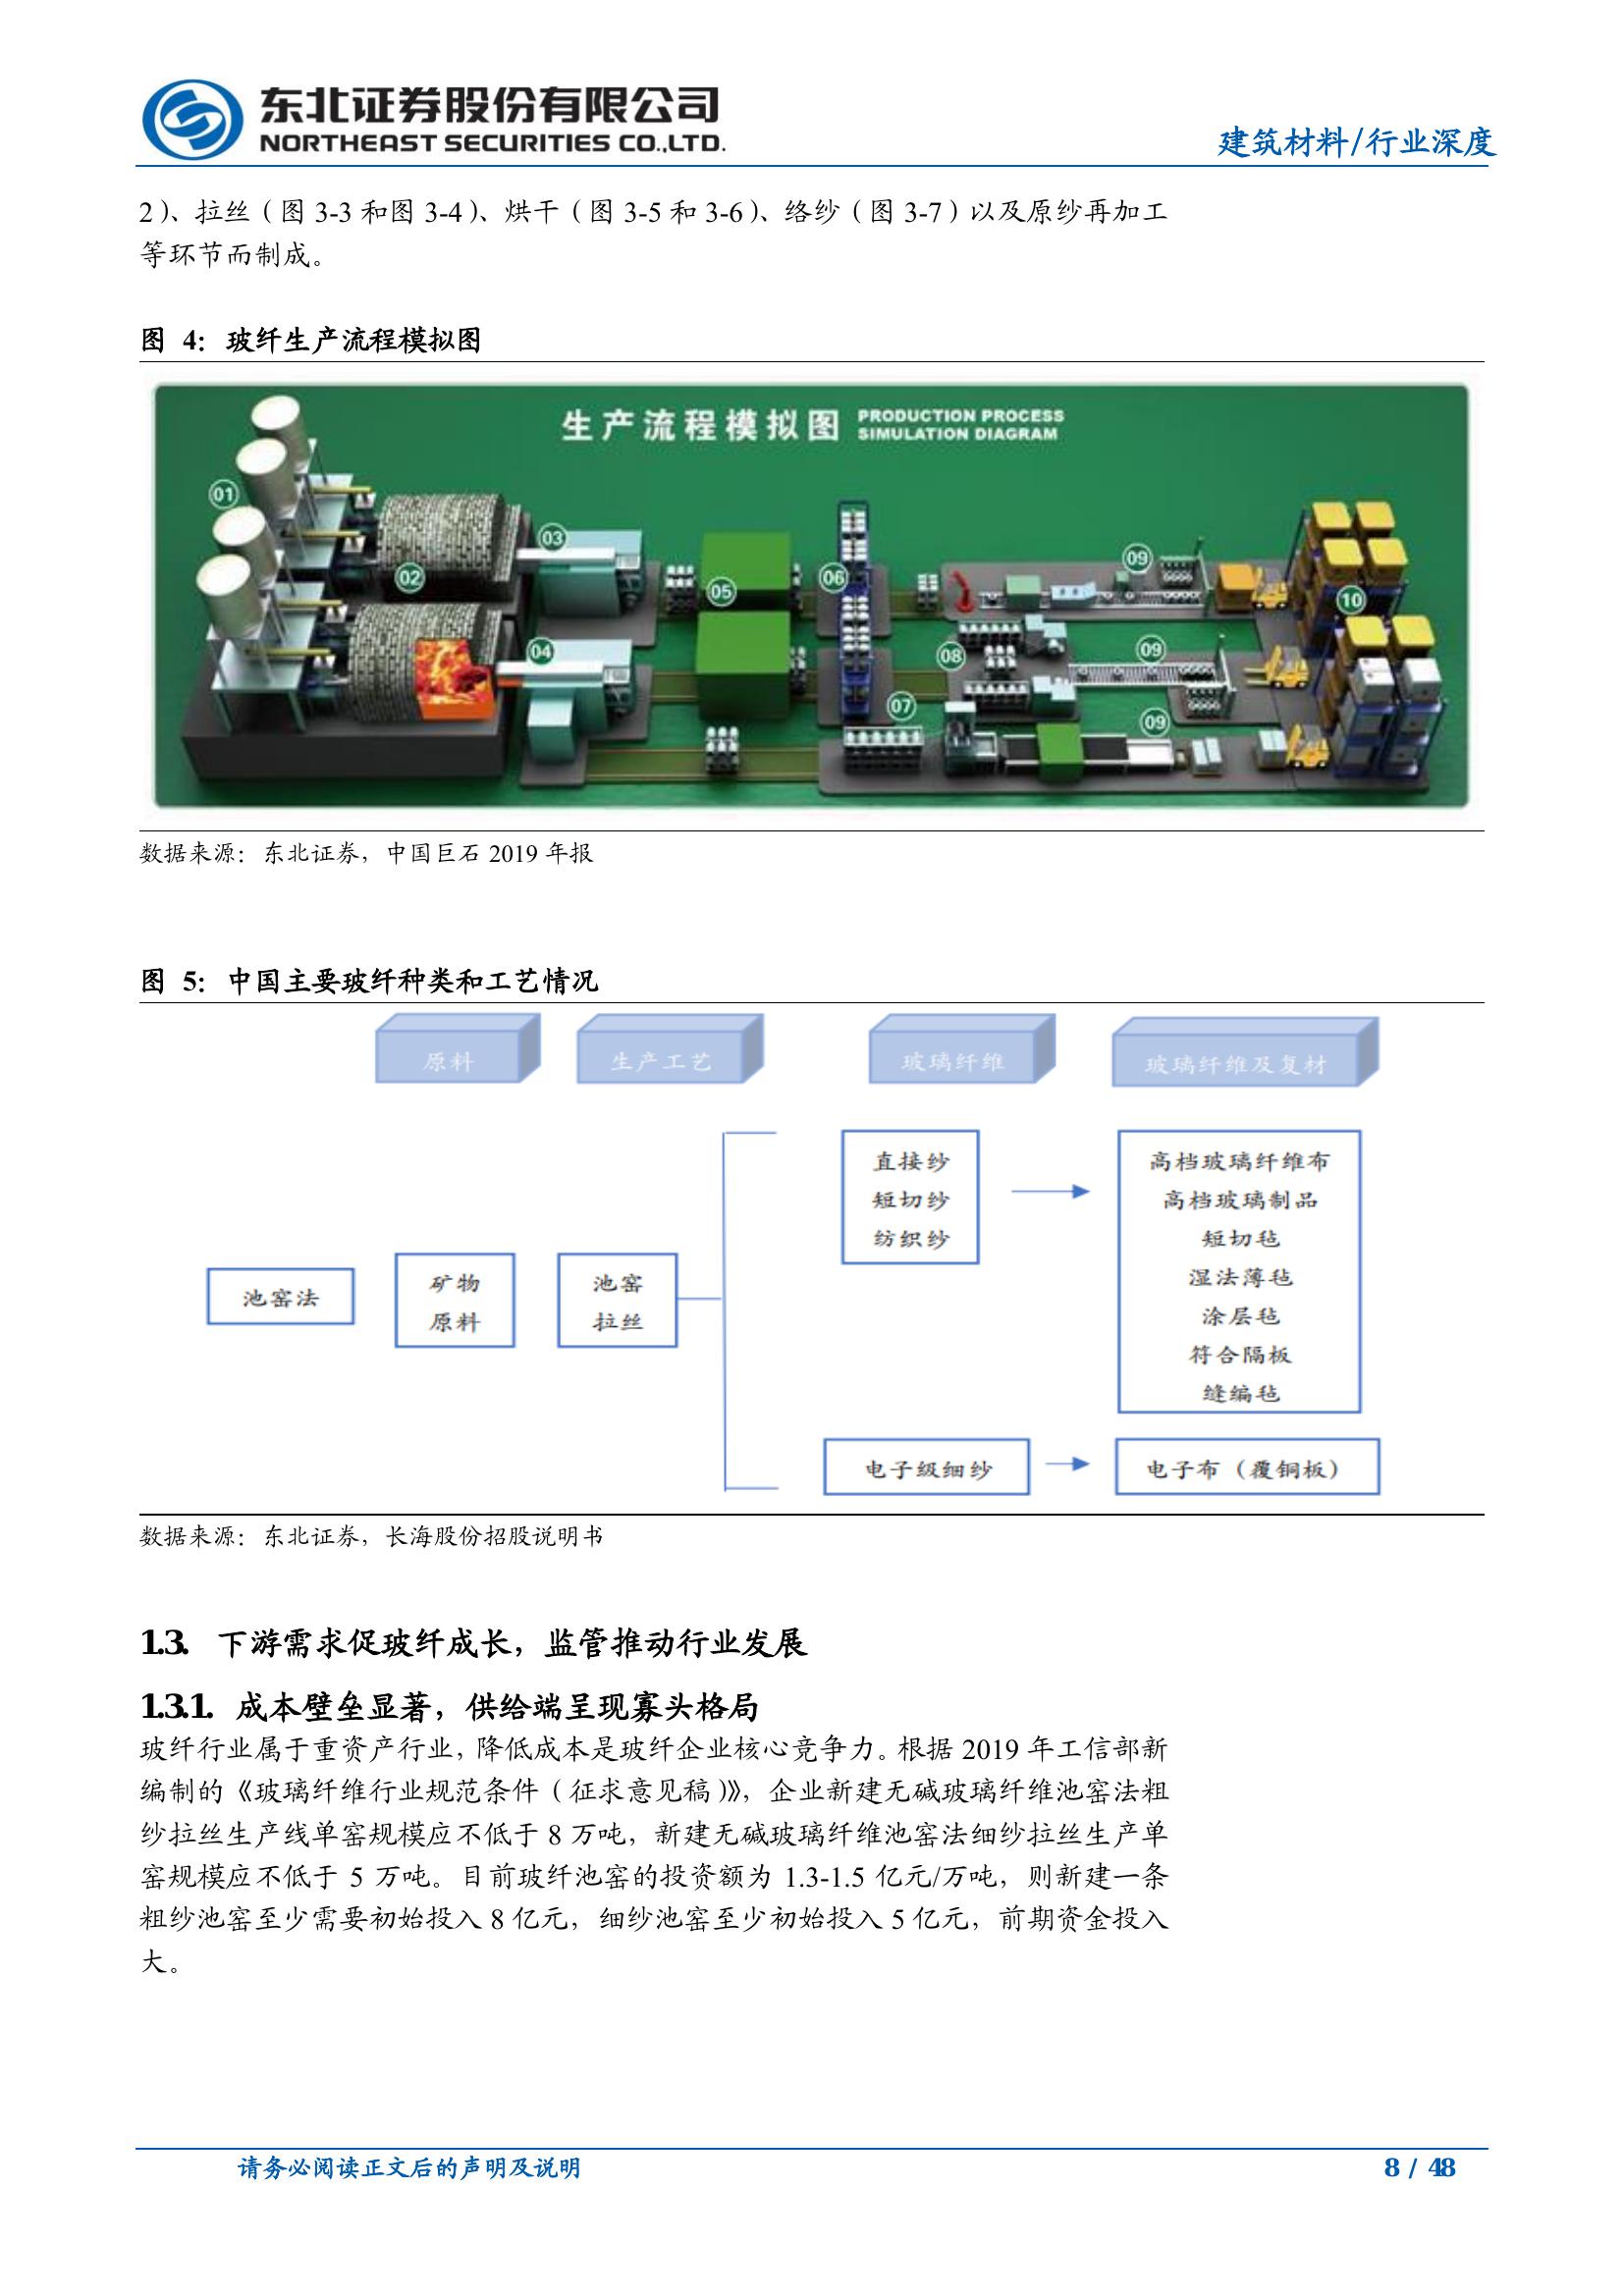 东北证券股份有限公司
NORTHEAST SECURITIES CO.,LTD.
建筑材料/行业深度
2）、拉丝（图 3-3 和图 3-4）、烘干（图 3-5 和 3-6）、络纱（图 3-7）以及原纱再加工
等环节而制成。
图 4：玻纤生产流程模拟图
生产流程模拟图 PRODUCTION PROCESS
SIMULATION DIAGRAM
01
02
03
04
05
06
07
08
09
09
09
10
数据来源：东北证券，中国巨石 2019 年报
图 5：中国主要玻纤种类和工艺情况
原料 生产工艺 玻璃纤维 玻璃纤维及复材
池窑法
矿物
原料
池窑
拉丝
直接纱
短切纱
纺织纱
高档玻璃纤维布
高档玻璃制品
短切毡
湿法薄毡
涂层毡
符合隔板
缝编毡
电子级细纱
电子布（覆铜板）
数据来源：东北证券，长海股份招股说明书
1.3. 下游需求促玻纤成长，监管推动行业发展
1.3.1. 成本壁垒显著，供给端呈现寡头格局
玻纤行业属于重资产行业，降低成本是玻纤企业核心竞争力。根据 2019 年工信部新
编制的《玻璃纤维行业规范条件（征求意见稿）》，企业新建无碱玻璃纤维池窑法粗
纱拉丝生产线单窑规模应不低于 8 万吨，新建无碱玻璃纤维池窑法细纱拉丝生产单
窑规模应不低于 5 万吨。目前玻纤池窑的投资额为 1.3-1.5 亿元/万吨，则新建一条
粗纱池窑至少需要初始投入 8 亿元，细纱池窑至少初始投入 5 亿元，前期资金投入
大。
请务必阅读正文后的声明及说明
8 / 48